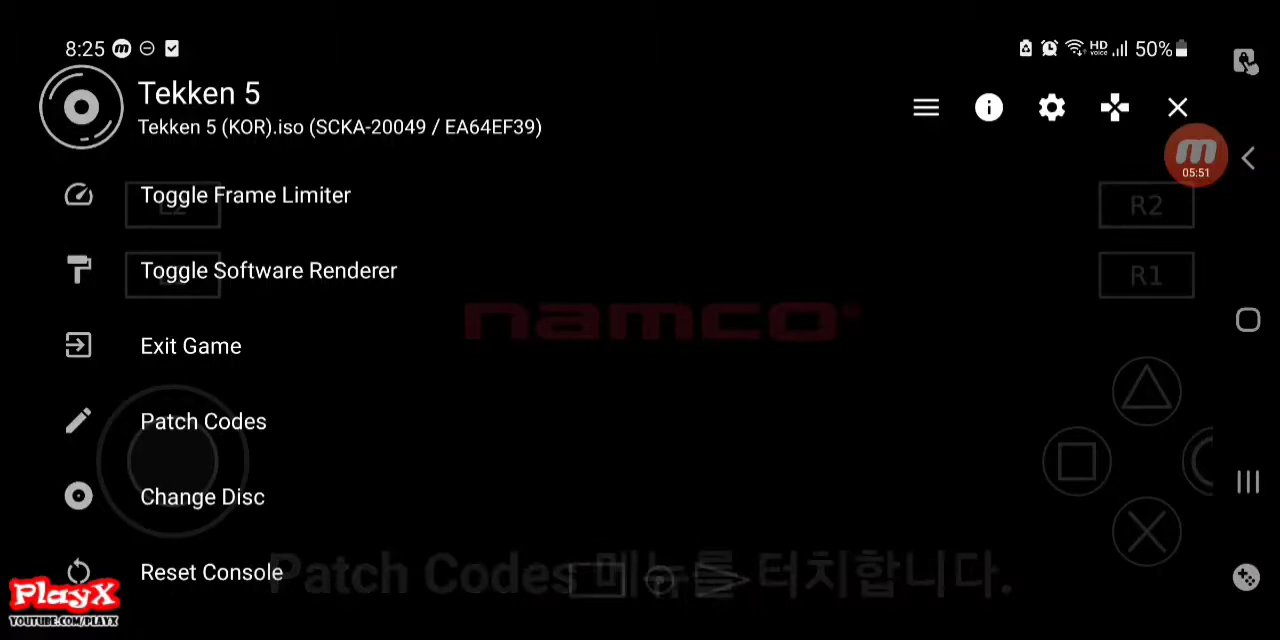 8:25
HD voice
50%
Tekken 5
Tekken 5 (KOR).iso (SCKA-20049 / EA64EF39)
05:51
Toggle Frame Limiter
R2
Toggle Software Renderer
R1
namco
Exit Game
Patch Codes
Change Disc
Reset Console
Patch Codes 메뉴를 터치합니다.
PlayX
YOUTUBE.COM/PLAYX